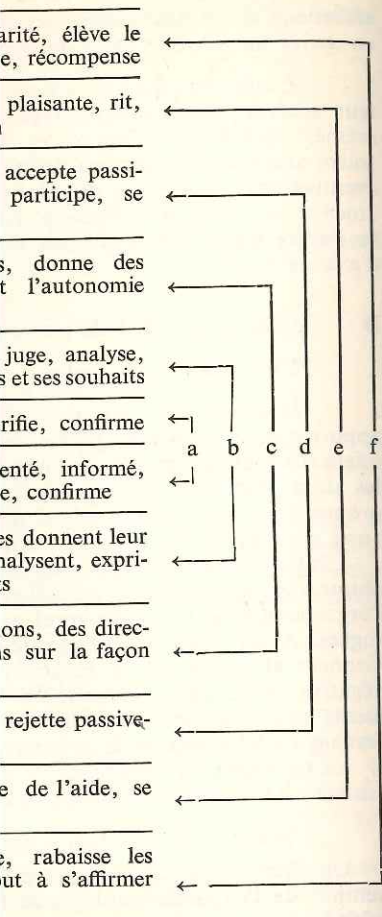 arité, élève le
e, récompense
plaisante, rit,
accepte passi-
participe, se
s, donne des
t l'autonomie
juge, analyse,
s et ses souhaits
rifie, confirme
a b c d e f
enté, informé,
e, confirme
es donnent leur
nalysent, expri-
ts
ons, des direc-
ns sur la façon
rejette passive-
e de l'aide, se
e, rabaisse les
out à s'affirmer